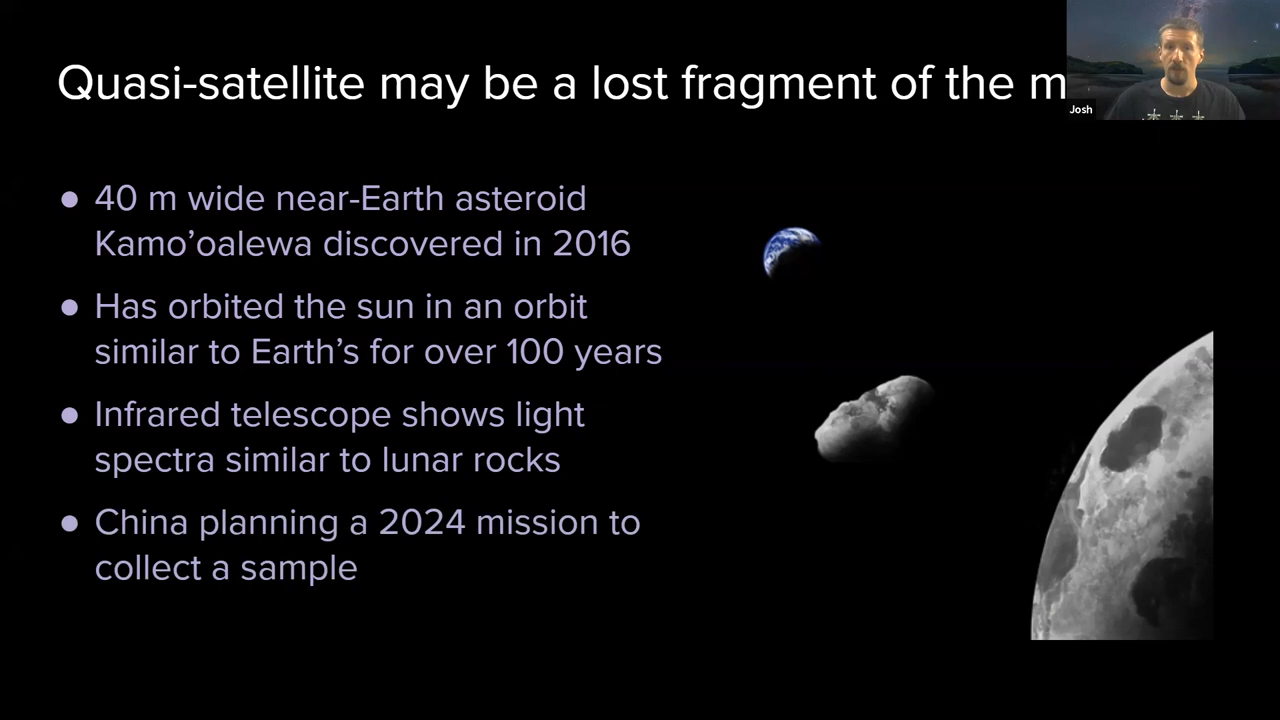 Quasi-satellite may be a lost fragment of the m
Josh
● 40 m wide near-Earth asteroid
Kamo’oalewa discovered in 2016
● Has orbited the sun in an orbit
similar to Earth’s for over 100 years
● Infrared telescope shows light
spectra similar to lunar rocks
● China planning a 2024 mission to
collect a sample